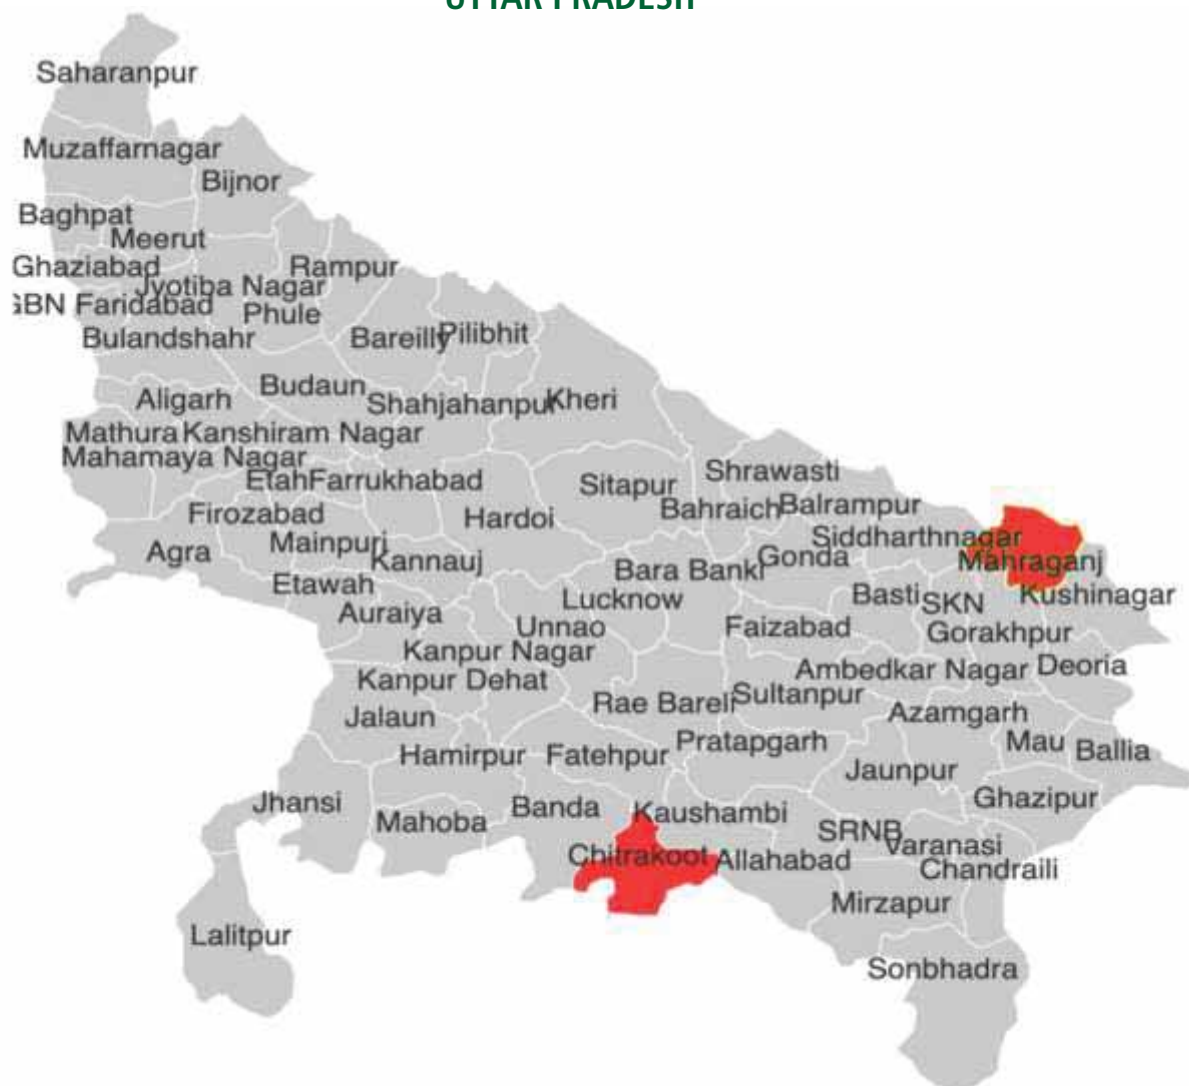 UTTAR PRADESH
Saharanpur
Muzaffarnagar
Bijnor
Baghpat
Meerut
Ghaziabad
Rampur
Jyotiba Nagar
GBN Faridabad
Phule
Bulandshahr
Bareilly
Pilibhit
Budaun
Aligarh
Shahjahanpur
Kheri
Mathura
Kanshiram Nagar
Mahamaya Nagar
Etah
Farrukhabad
Sitapur
Shrawasti
Firozabad
Hardoi
Bahraich
Balrampur
Agra
Mainpuri
Kannauj
Siddharthnagar
Gonda
Mahraganj
Etawah
Bara Banki
Auraiya
Lucknow
Basti
SKN
Kushinagar
Unnao
Faizabad
Gorakhpur
Kanpur Nagar
Kanpur Dehat
Ambedkar Nagar
Deoria
Jalaun
Rae Bareli
Sultanpur
Azamgarh
Hamirpur
Fatehpur
Pratapgarh
Mau
Ballia
Jaunpur
Jhansi
Mahoba
Banda
Kaushambi
Ghazipur
SRNB
Varanasi
Chitrakoot
Allahabad
Chandraili
Mirzapur
Lalitpur
Sonbhadra